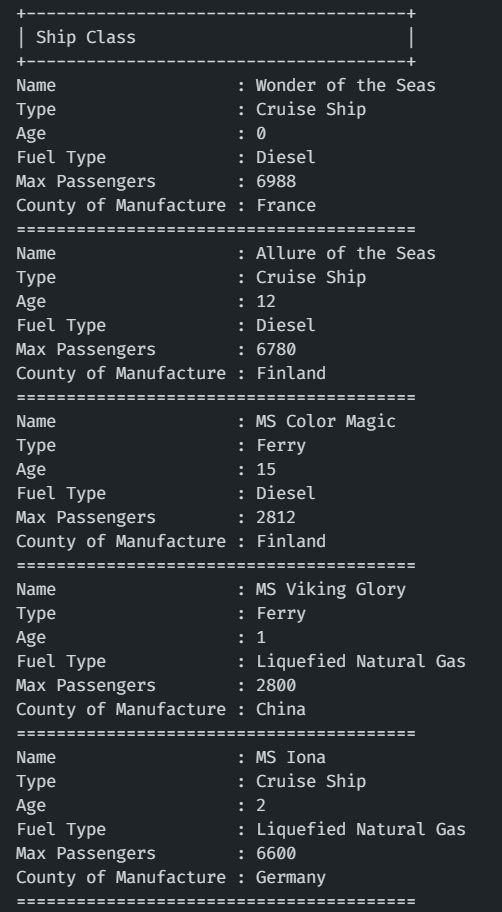 +--------------------------------------+
| Ship Class                           |
+--------------------------------------+
Name                  : Wonder of the Seas
Type                  : Cruise Ship
Age                   : 0
Fuel Type             : Diesel
Max Passengers        : 6988
County of Manufacture : France
========================================
Name                  : Allure of the Seas
Type                  : Cruise Ship
Age                   : 12
Fuel Type             : Diesel
Max Passengers        : 6780
County of Manufacture : Finland
========================================
Name                  : MS Color Magic
Type                  : Ferry
Age                   : 15
Fuel Type             : Diesel
Max Passengers        : 2812
County of Manufacture : Finland
========================================
Name                  : MS Viking Glory
Type                  : Ferry
Age                   : 1
Fuel Type             : Liquefied Natural Gas
Max Passengers        : 2800
County of Manufacture : China
========================================
Name                  : MS Iona
Type                  : Cruise Ship
Age                   : 2
Fuel Type             : Liquefied Natural Gas
Max Passengers        : 6600
County of Manufacture : Germany
========================================